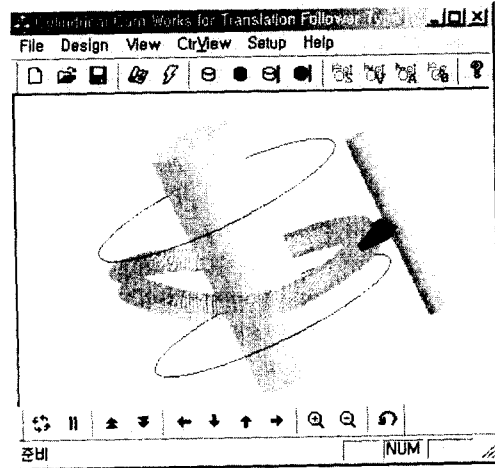 Cylindrical Cam Works for Translation Follower
File Design View CtrView Setup Help
준비
NUM